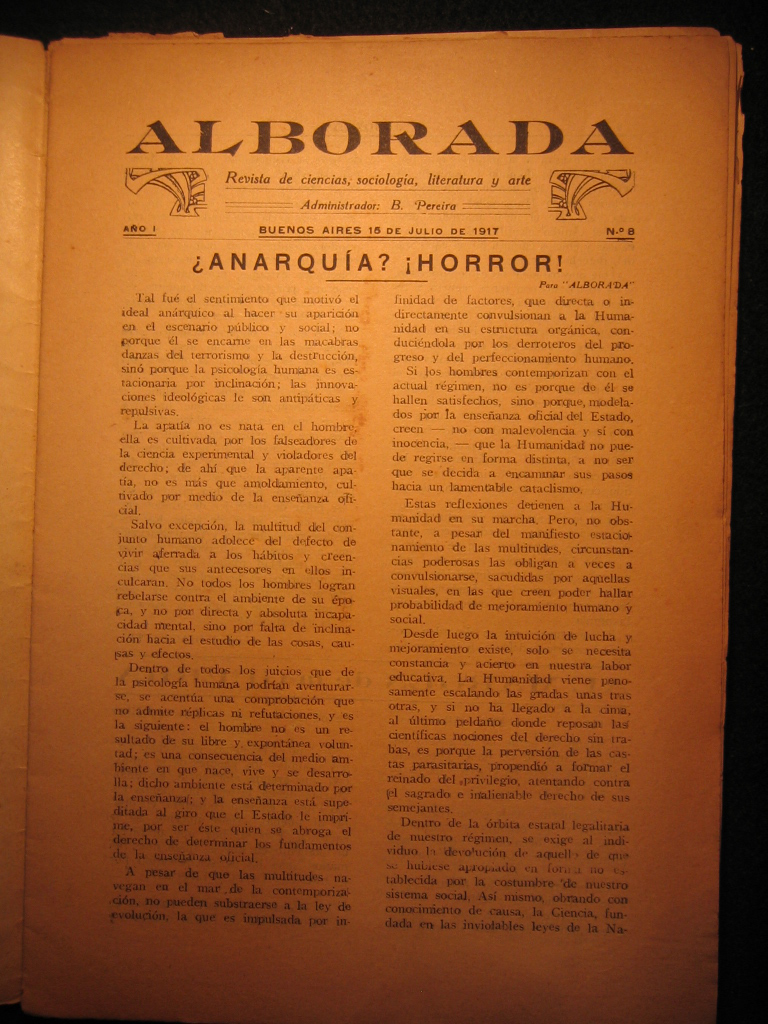 ALBORADA
Revista de ciencias, sociología, literatura y arte
Administrador: B. Pereira
AÑO I
BUENOS AIRES 15 DE JULIO DE 1917
N.º 8
¿ANARQUÍA? ¡HORROR!
Para "ALBORADA"
Tal fué el sentimiento que motivó el
ideal anárquico al hacer su aparición
en el escenario público y social; no
porque él se encarne en las macabras
danzas del terrorismo y la destrucción,
sinó porque la psicología humana es es-
tacionaria por inclinación; las innova-
ciones ideológicas le son antipáticas y
repulsivas.
La apatía no es nata en el hombre,
ella es cultivada por los falseadores de
la ciencia experimental y violadores del
derecho; de ahí que la aparente apa-
tía, no es más que amoldamiento, cul-
tivado por medio de la enseñanza ofi-
cial.
Salvo excepción, la multitud del con-
junto humano adolece del defecto de
vivir aferrada a los hábitos y creen-
cias que sus antecesores en ellos in-
culcaran. No todos los hombres logran
rebelarse contra el ambiente de su épo-
ca, y no por directa y absoluta incapa-
cidad mental, sino por falta de inclina-
ción hacia el estudio de las cosas, cau-
sas y efectos.
Dentro de todos los juicios que de
la psicología humana podrían aventurar-
se, se acentúa una comprobación que
no admite réplicas ni refutaciones, y es
la siguiente: el hombre no es un re-
sultado de su libre y expontánea volun-
tad; es una consecuencia del medio am-
biente en que nace, vive y se desarro-
lla; dicho ambiente está determinado por
la enseñanza; y la enseñanza está supe-
ditada al giro que el Estado le impri-
me, por ser éste quien se abroga el
derecho de determinar los fundamentos
de la enseñanza oficial.
A pesar de que las multitudes na-
vegan en el mar de la contemporiza-
ción, no pueden substraerse a la ley de
evolución, la que es impulsada por in-
finidad de factores, que directa o in-
directamente convulsionan a la Huma-
nidad en su estructura orgánica, con-
duciéndola por los derroteros del pro-
greso y del perfeccionamiento humano.
Si los hombres contemporizan con el
actual régimen, no es porque de él se
hallen satisfechos, sino porque, modela-
dos por la enseñanza oficial del Estado,
creen — no con malevolencia y sí con
inocencia, — que la Humanidad no pue-
de regirse en forma distinta, a no ser
que se decida a encaminar sus pasos
hacia un lamentable cataclismo.
Estas reflexiones detienen a la Hu-
manidad en su marcha. Pero, no obs-
tante, a pesar del manifiesto estacio-
namiento de las multitudes, circunstan-
cias poderosas las obligan a veces a
convulsionarse, sacudidas por aquellas
visuales, en las que creen poder hallar
probabilidad de mejoramiento humano y
social.
Desde luego la intuición de lucha y
mejoramiento existe, solo se necesita
constancia y acierto en nuestra labor
educativa. La Humanidad viene peno-
samente escalando las gradas unas tras
otras, y si no ha llegado a la cima,
al último peldaño donde reposan las
científicas nociones del derecho sin tra-
bas, es porque la perversión de las cas-
tas parasitarias, propendió a formar el
reinado del privilegio, atentando contra
el sagrado e inalienable derecho de sus
semejantes.
Dentro de la órbita estatal legalitaria
de nuestro régimen, se exige al indi-
viduo la devolución de aquello de que
se hubiese apropiado en forma no es-
tablecida por la costumbre de nuestro
sistema social. Así mismo, obrando con
conocimiento de causa, la Ciencia, fun-
dada en las inviolables leyes de la Na-